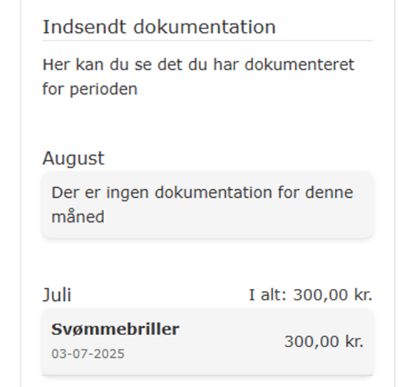 Indsendt dokumentation
Her kan du se det du har dokumenteret
for perioden
August
Der er ingen dokumentation for denne
måned
Juli I alt: 300,00 kr.
Svømmebriller 300,00 kr.
03-07-2025